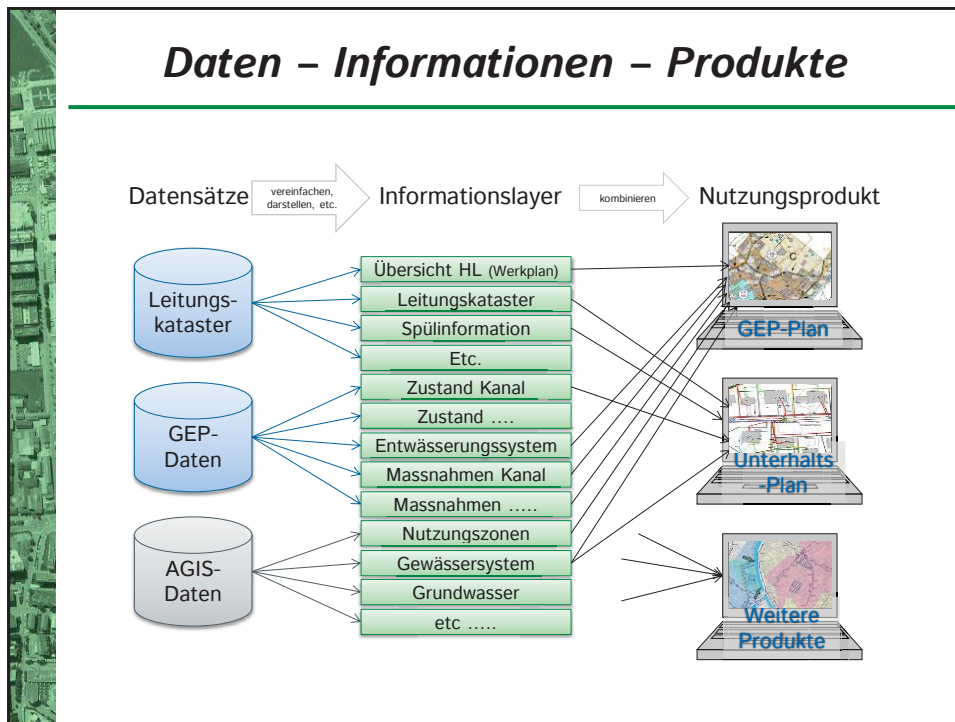 Daten – Informationen – Produkte
Datensätze
vereinfachen,
darstellen, etc.
Informationslayer
kombinieren
Nutzungsprodukt
Leitungs-
kataster
GEP-
Daten
AGIS-
Daten
Übersicht HL (Werkplan)
Leitungskataster
Spülinformation
Etc.
Zustand Kanal
Zustand ....
Entwässerungssystem
Massnahmen Kanal
Massnahmen .....
Nutzungszonen
Gewässersystem
Grundwasser
etc .....
GEP-Plan
Unterhalts
-Plan
Weitere
Produkte